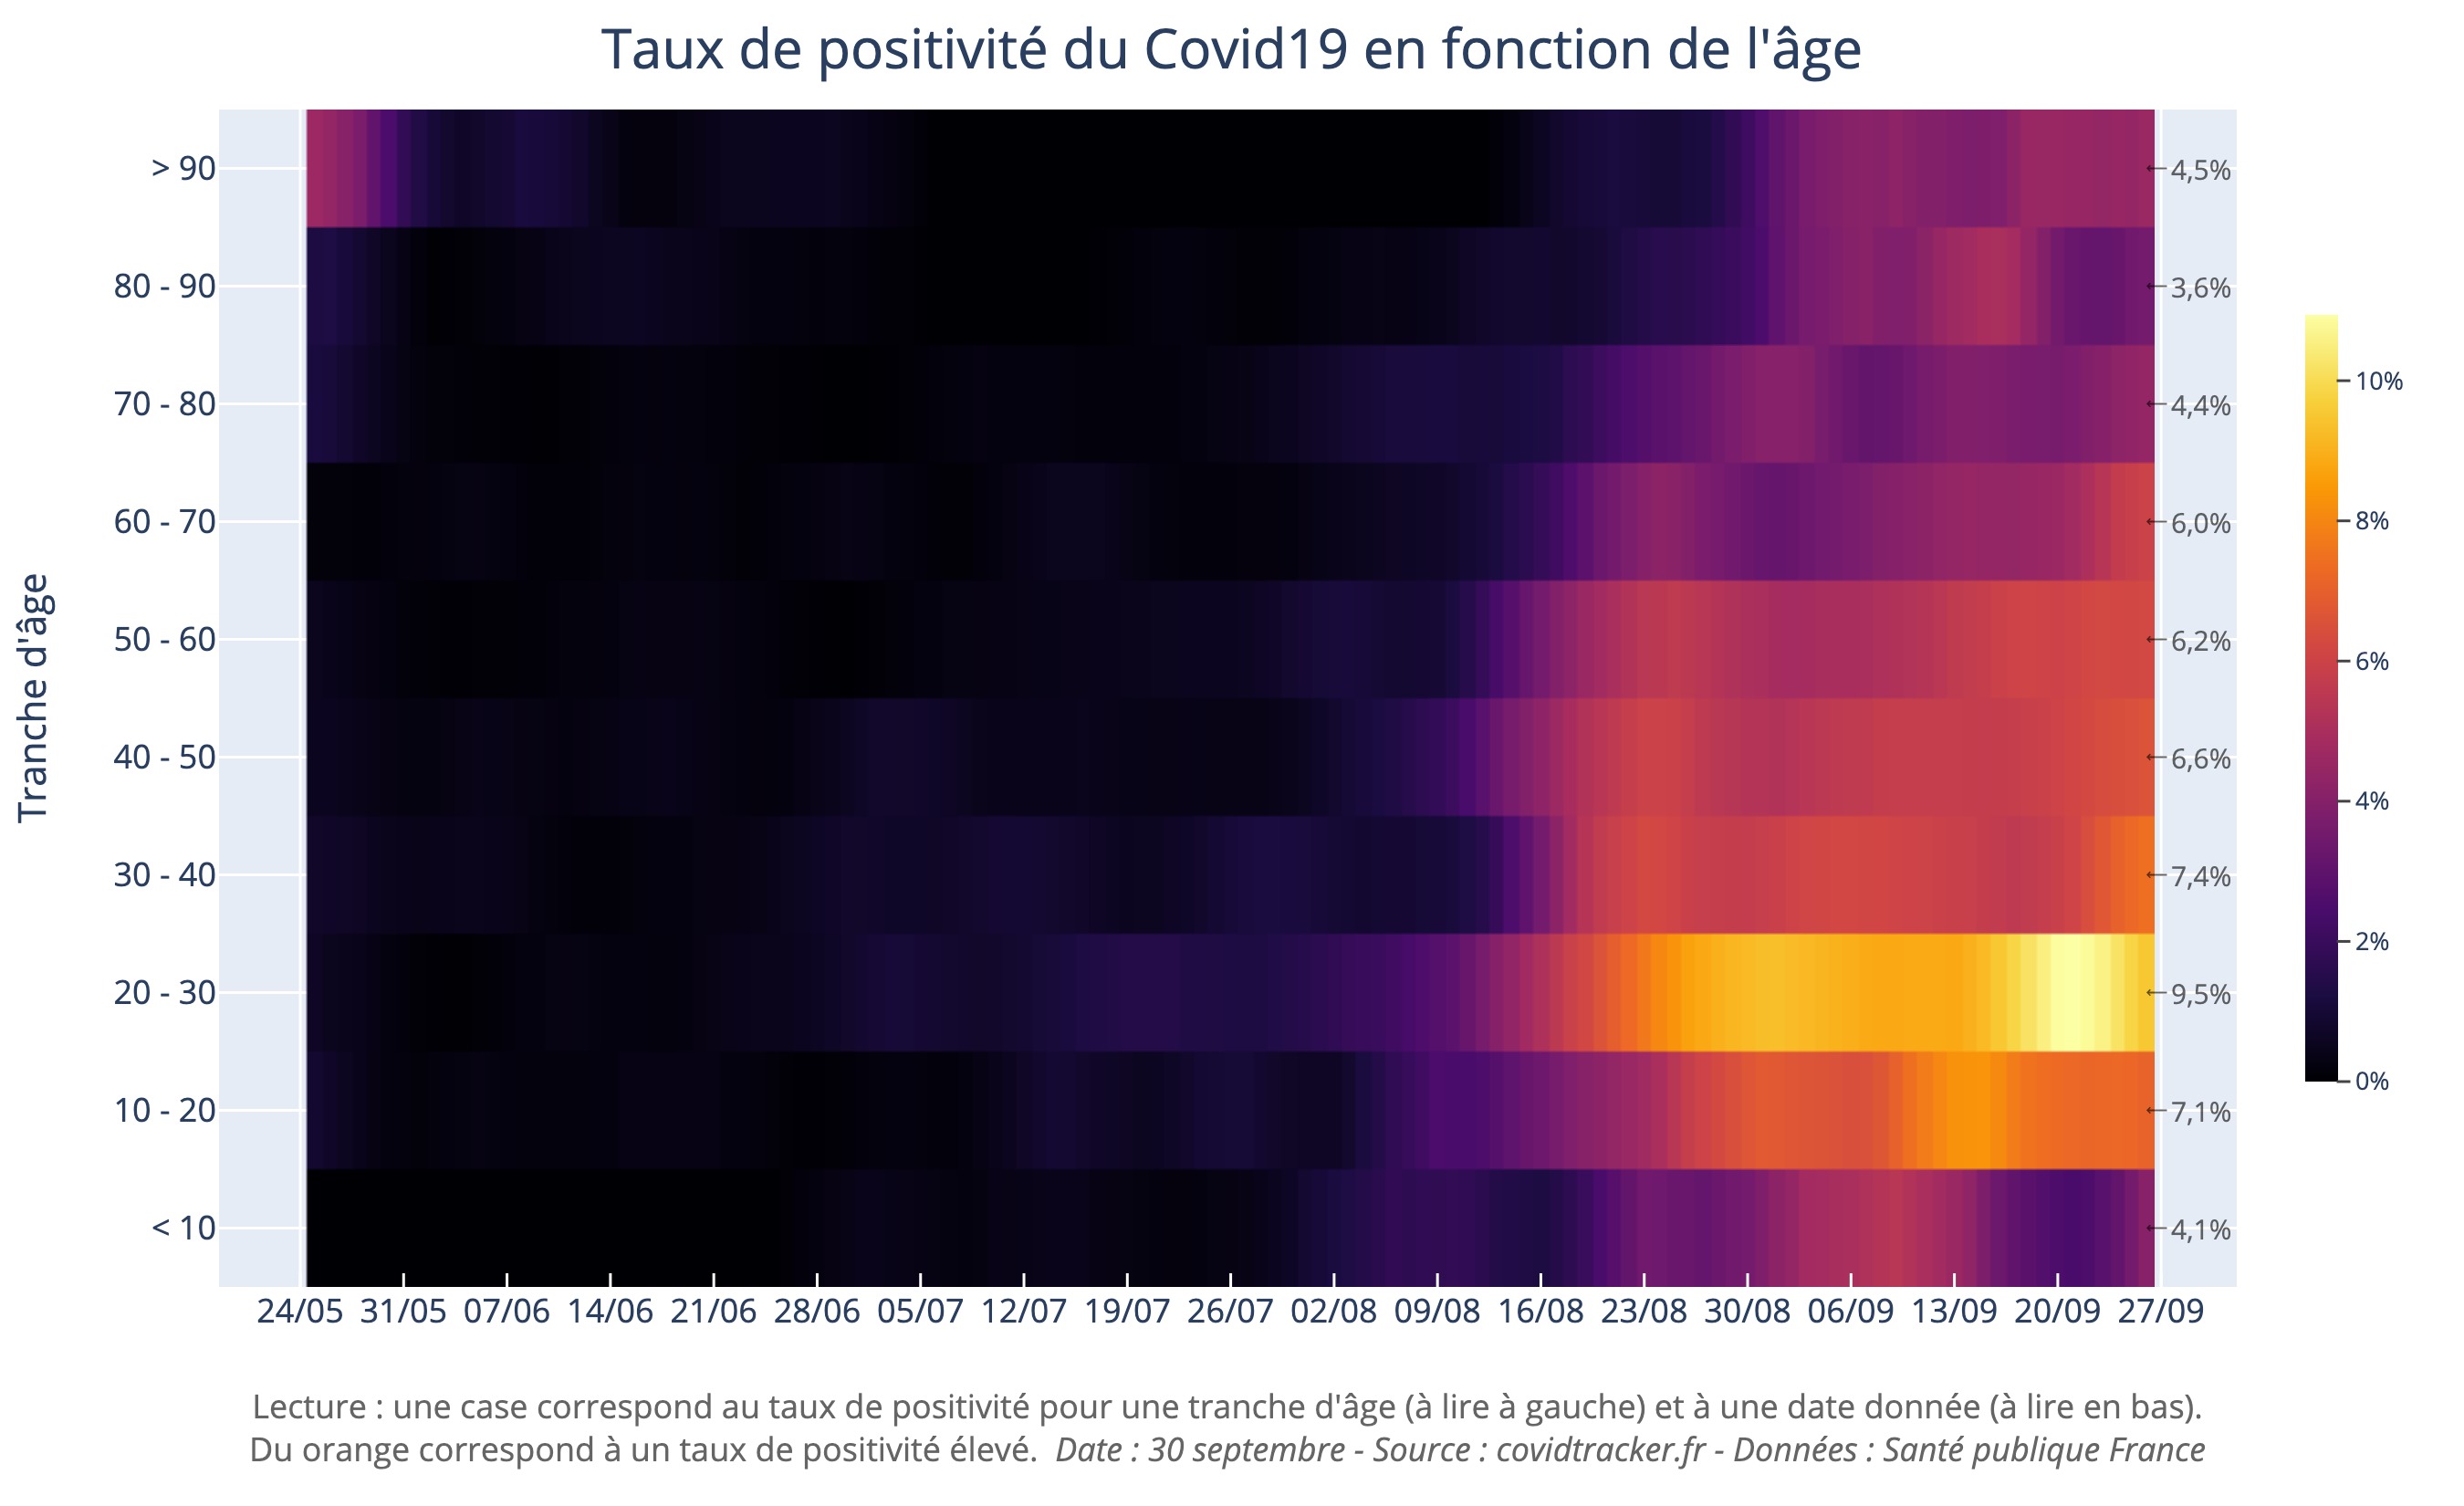 Taux de positivité du Covid19 en fonction de l'âge
Tranche d'âge
> 90
80 - 90
70 - 80
60 - 70
50 - 60
40 - 50
30 - 40
20 - 30
10 - 20
< 10
4,5%
3,6%
4,4%
6,0%
6,2%
6,6%
7,4%
9,5%
7,1%
4,1%
10%
8%
6%
4%
2%
0%
24/05 31/05 07/06 14/06 21/06 28/06 05/07 12/07 19/07 26/07 02/08 09/08 16/08 23/08 30/08 06/09 13/09 20/09 27/09
Lecture : une case correspond au taux de positivité pour une tranche d'âge (à lire à gauche) et à une date donnée (à lire en bas).
Du orange correspond à un taux de positivité élevé. Date : 30 septembre - Source : covidtracker.fr - Données : Santé publique France